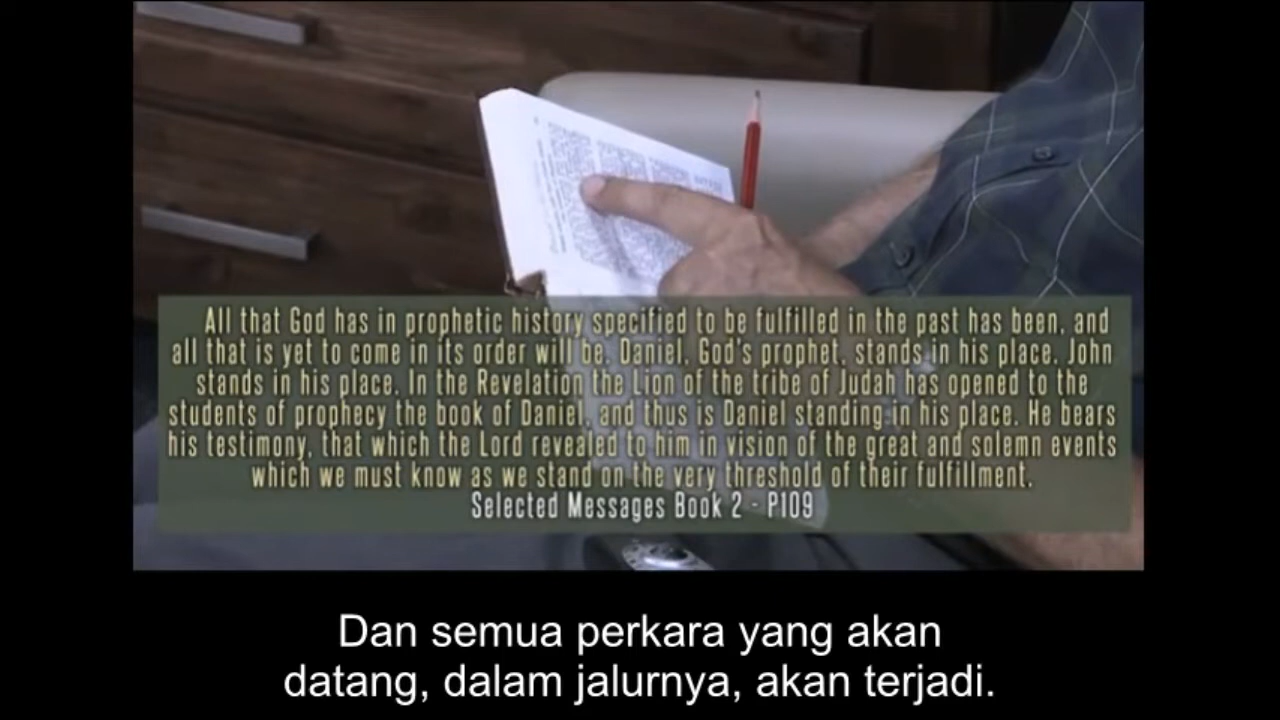 All that God has in prophetic history specified to be fulfilled in the past has been, and
all that is yet to come in its order will be. Daniel, God's prophet, stands in his place. John
stands in his place. In the Revelation the Lion of the tribe of Judah has opened to the
students of prophecy the book of Daniel, and thus is Daniel standing in his place. He bears
his testimony, that which the Lord revealed to him in vision of the great and solemn events
which we must know as we stand on the very threshold of their fulfillment.
Selected Messages Book 2 - P109
Dan semua perkara yang akan
datang, dalam jalurnya, akan terjadi.